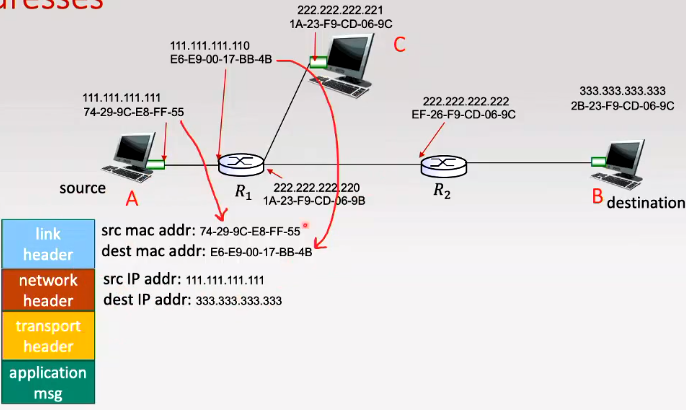 222.222.222.221
1A-23-F9-CD-06-9C
C
111.111.111.110
E6-E9-00-17-BB-4B
111.111.111.111
74-29-9C-E8-FF-55
222.222.222.222
EF-26-F9-CD-06-9C
333.333.333.333
2B-23-F9-CD-06-9C
source
A
R1
222.222.222.220
1A-23-F9-CD-06-9B
R2
B
destination
link
header
src mac addr: 74-29-9C-E8-FF-55
dest mac addr: E6-E9-00-17-BB-4B
network
header
src IP addr: 111.111.111.111
dest IP addr: 333.333.333.333
transport
header
application
msg